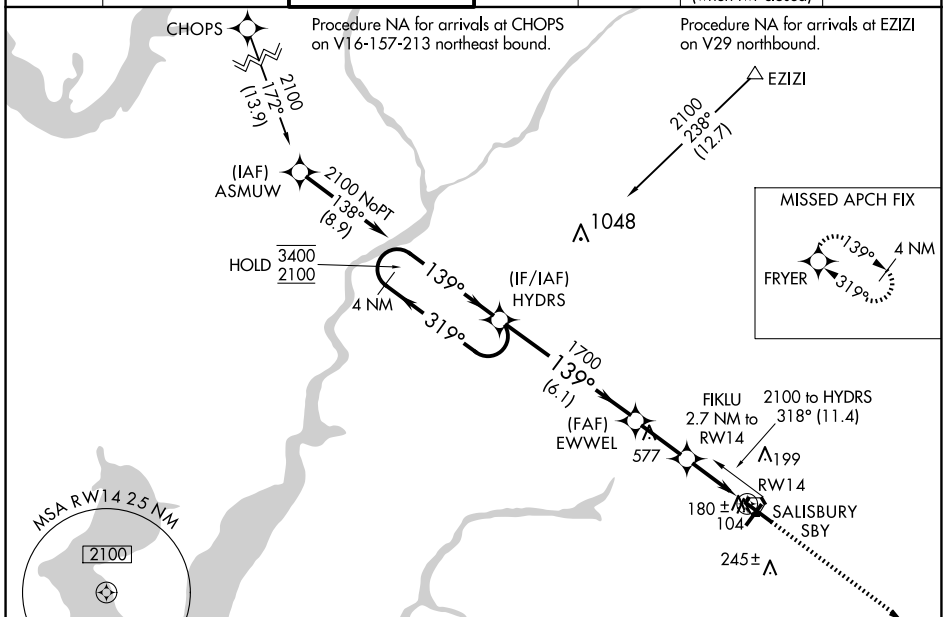 (when twr closed)
CHOPS
Procedure NA for arrivals at CHOPS
on V16-157-213 northeast bound.
Procedure NA for arrivals at EZIZI
on V29 northbound.
2100
172°
(13.9)
EZIZI
2100
238°
(12.7)
(IAF)
ASMUW
2100 NoPT
138°
(8.9)
1048
MISSED APCH FIX
139°
4 NM
FRYER
319°
HOLD
3400
2100
4 NM
139°
319°
(IF/IAF)
HYDRS
1700
139°
(6.1)
(FAF)
EWWEL
577
FIKLU
2.7 NM to
RW14
2100 to HYDRS
318° (11.4)
199
RW14
180 ±
104
SALISBURY
SBY
245±
MSA RW14 25 NM
2100